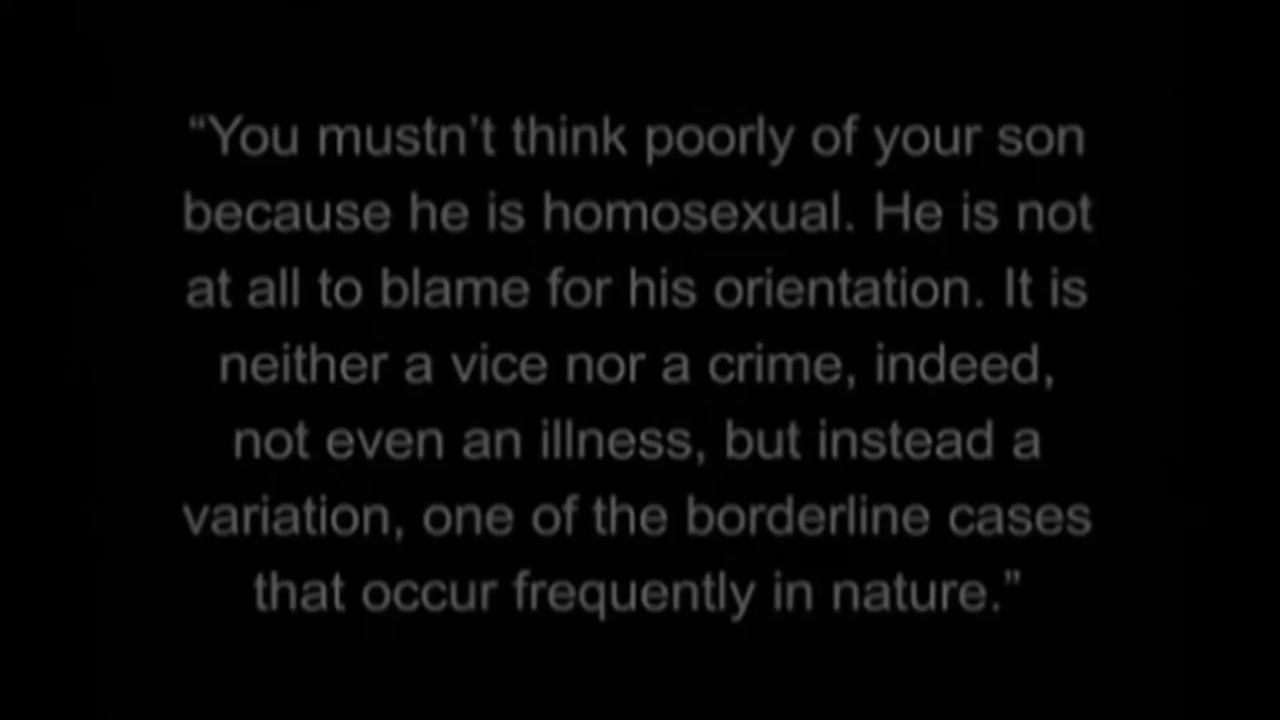 “You mustn’t think poorly of your son
because he is homosexual. He is not
at all to blame for his orientation. It is
neither a vice nor a crime, indeed,
not even an illness, but instead a
variation, one of the borderline cases
that occur frequently in nature.”